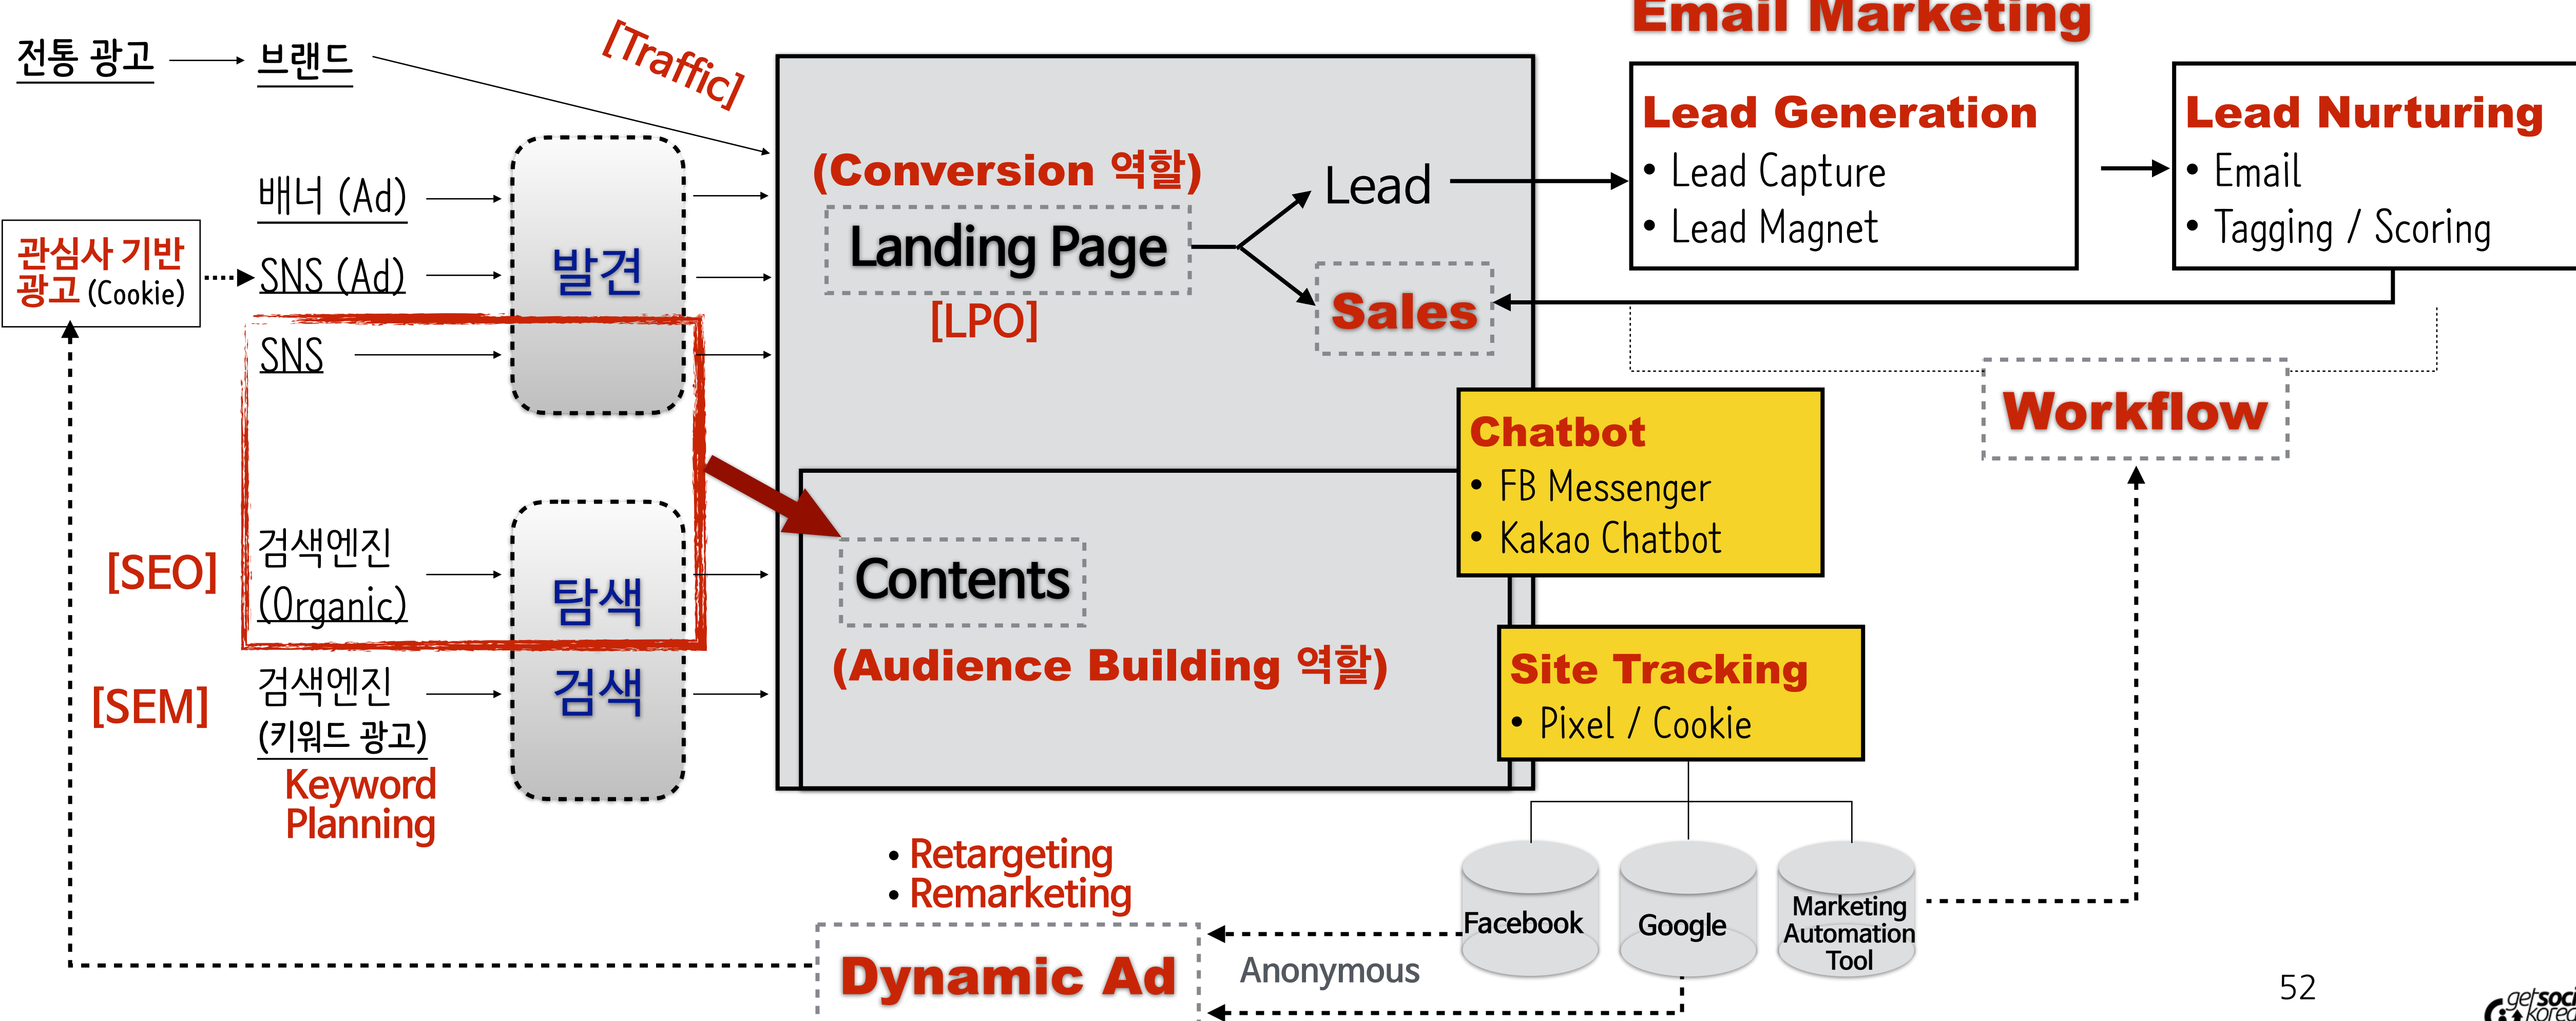 Email Marketing
전통 광고
브랜드
[Traffic]
배너 (Ad)
관심사 기반
광고 (Cookie)
SNS (Ad)
SNS
발견
[SEO]
검색엔진
(Organic)
탐색
[SEM]
검색엔진
(키워드 광고)
검색
Keyword
Planning
(Conversion 역할)
Landing Page
[LPO]
Lead
Sales
Lead Generation
• Lead Capture
• Lead Magnet
Lead Nurturing
• Email
• Tagging / Scoring
Workflow
Chatbot
• FB Messenger
• Kakao Chatbot
Contents
(Audience Building 역할)
Site Tracking
• Pixel / Cookie
• Retargeting
• Remarketing
Dynamic Ad
Anonymous
Facebook
Google
Marketing
Automation
Tool
52
getsoci
korea